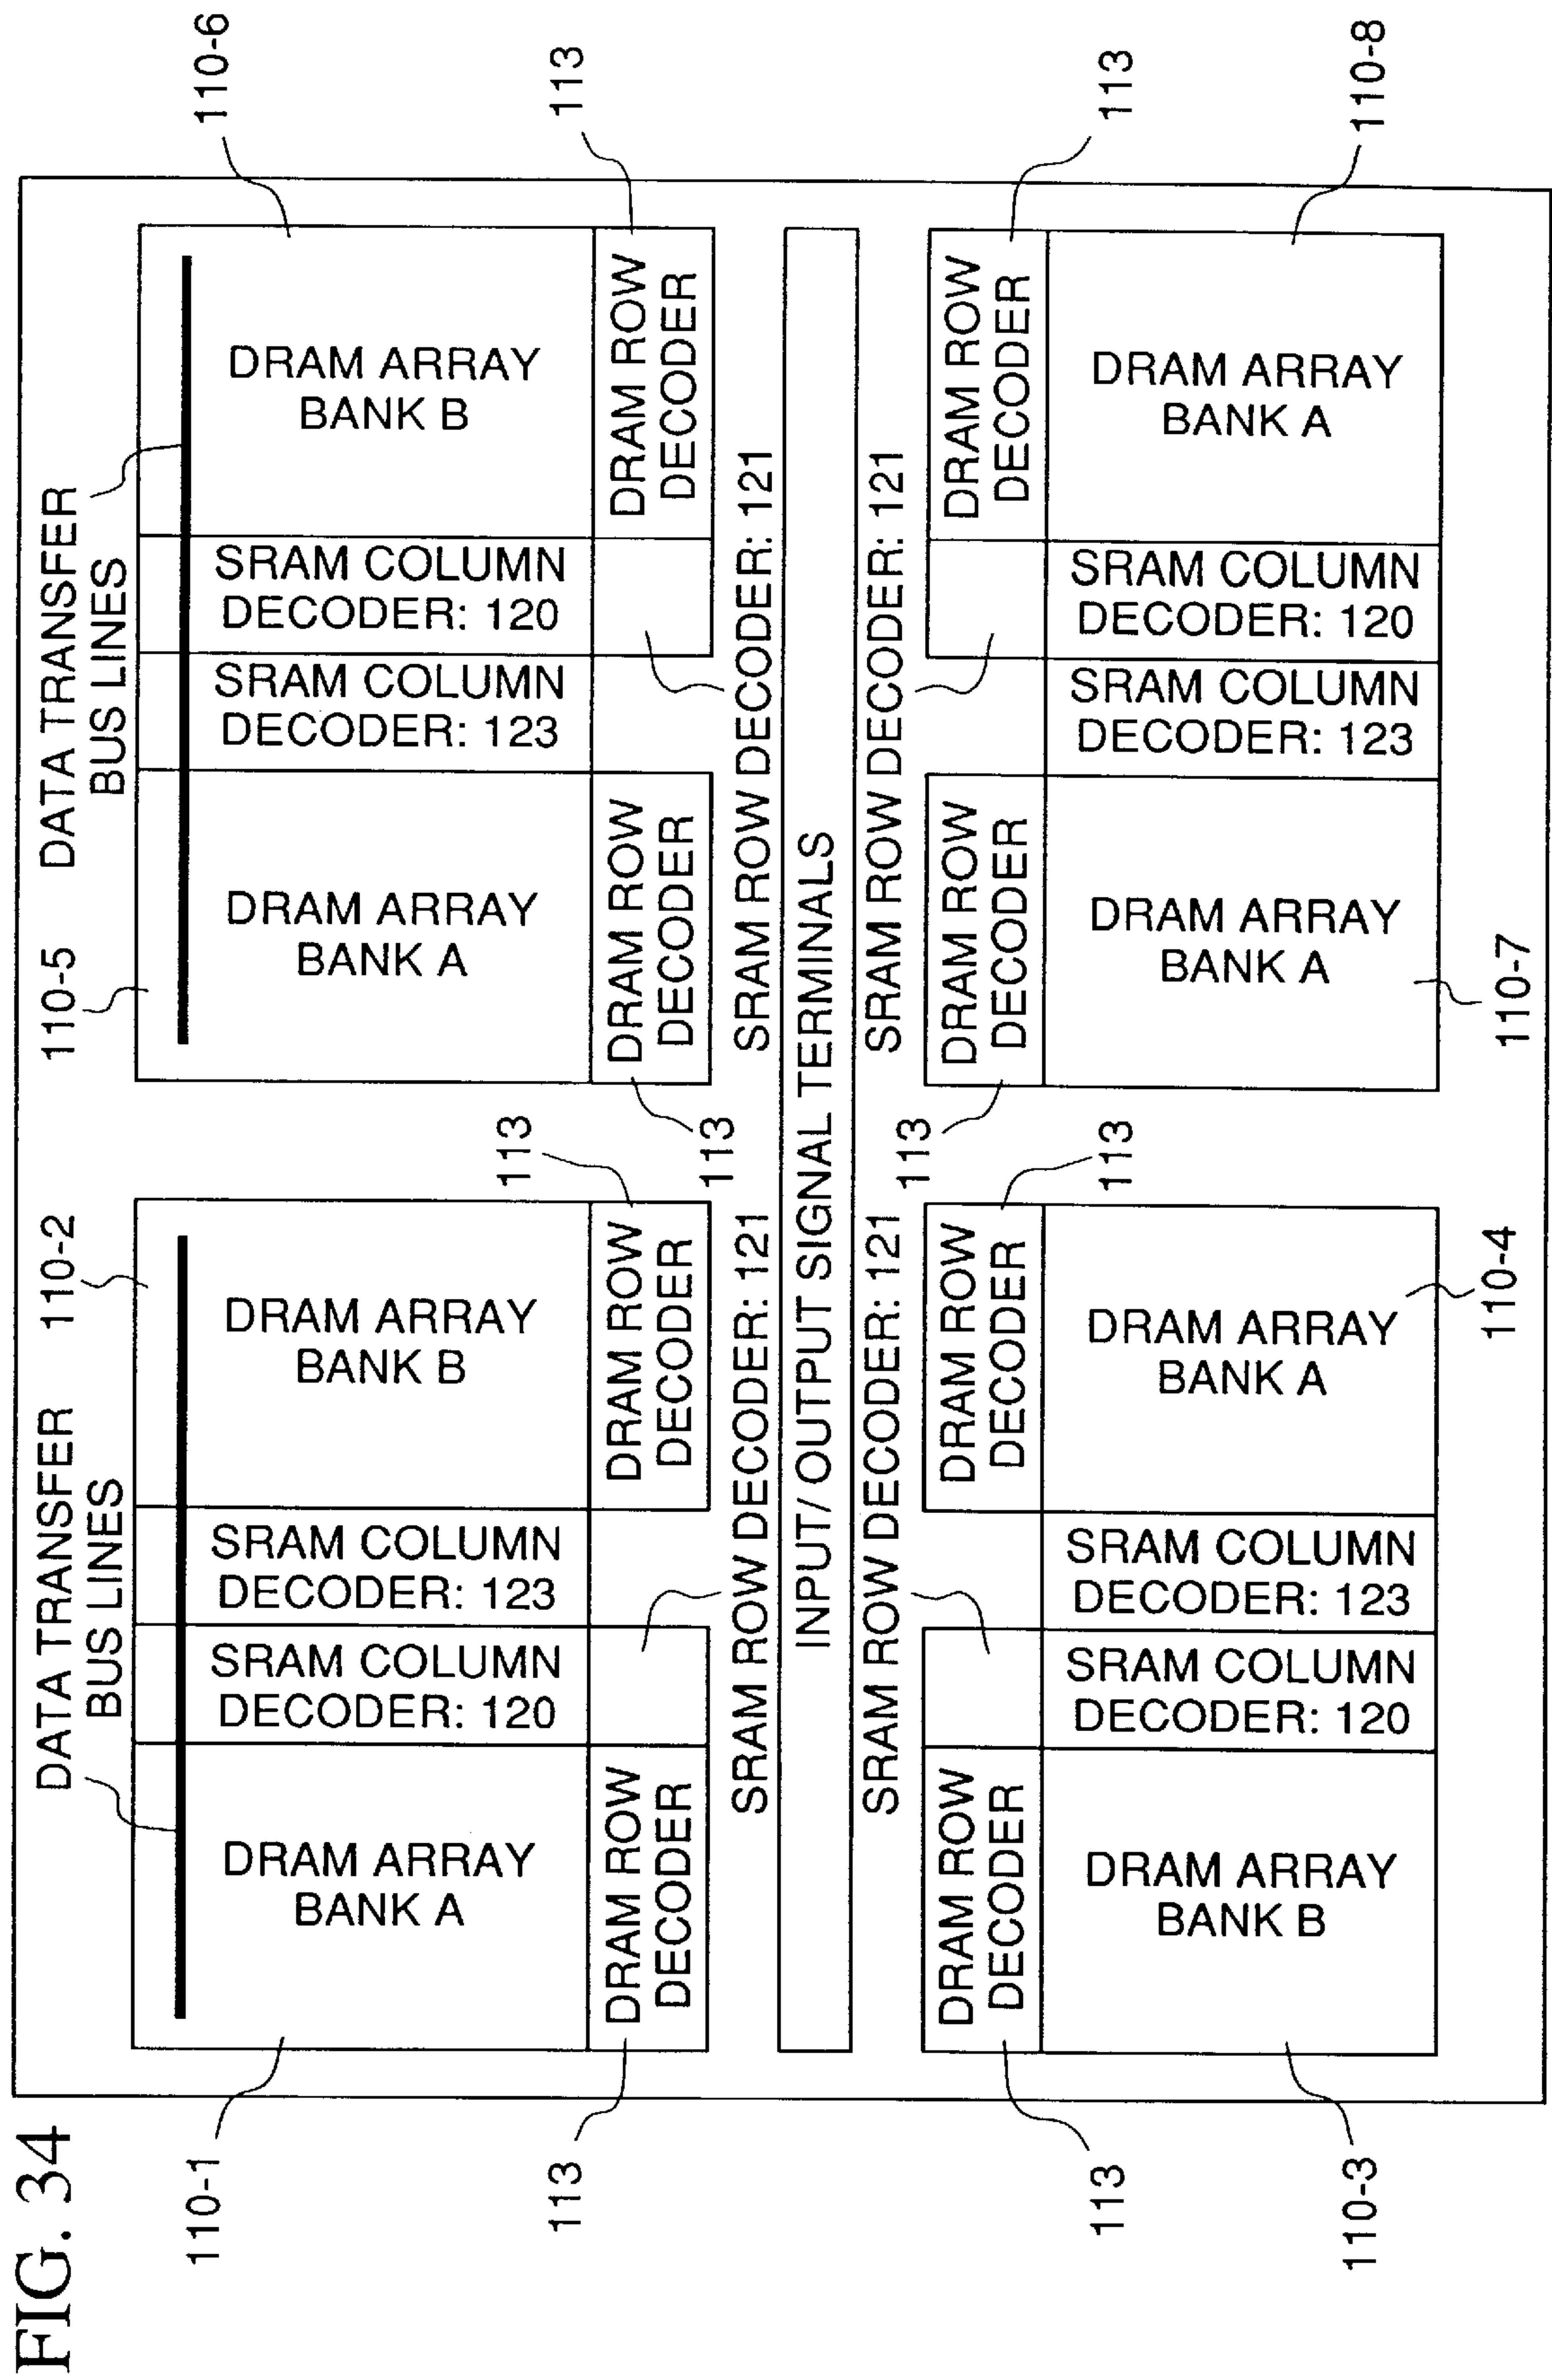 FIG. 34
110-6
113
113
110-8
DATA TRANSFER
BUS LINES
110-5
DRAM ARRAY
BANK B
DRAM ROW
DECODER
SRAM COLUMN
DECODER: 120
SRAM COLUMN
DECODER: 123
DRAM ARRAY
BANK A
DRAM ROW
DECODER
113
SRAM ROW DECODER: 121
INPUT/ OUTPUT SIGNAL TERMINALS
SRAM ROW DECODER: 121
DRAM ROW
DECODER
DRAM ARRAY
BANK A
SRAM COLUMN
DECODER: 120
SRAM COLUMN
DECODER: 123
DRAM ROW
DECODER
DRAM ARRAY
BANK A
113
110-7
DATA TRANSFER
BUS LINES
110-2
113
DRAM ARRAY
BANK B
DRAM ROW
DECODER
SRAM COLUMN
DECODER: 123
SRAM COLUMN
DECODER: 120
DRAM ARRAY
BANK A
DRAM ROW
DECODER
SRAM ROW DECODER: 121
SRAM ROW DECODER: 121
113
DRAM ROW
DECODER
DRAM ARRAY
BANK A
110-4
SRAM COLUMN
DECODER: 123
SRAM COLUMN
DECODER: 120
DRAM ROW
DECODER
DRAM ARRAY
BANK B
110-1
113
113
110-3